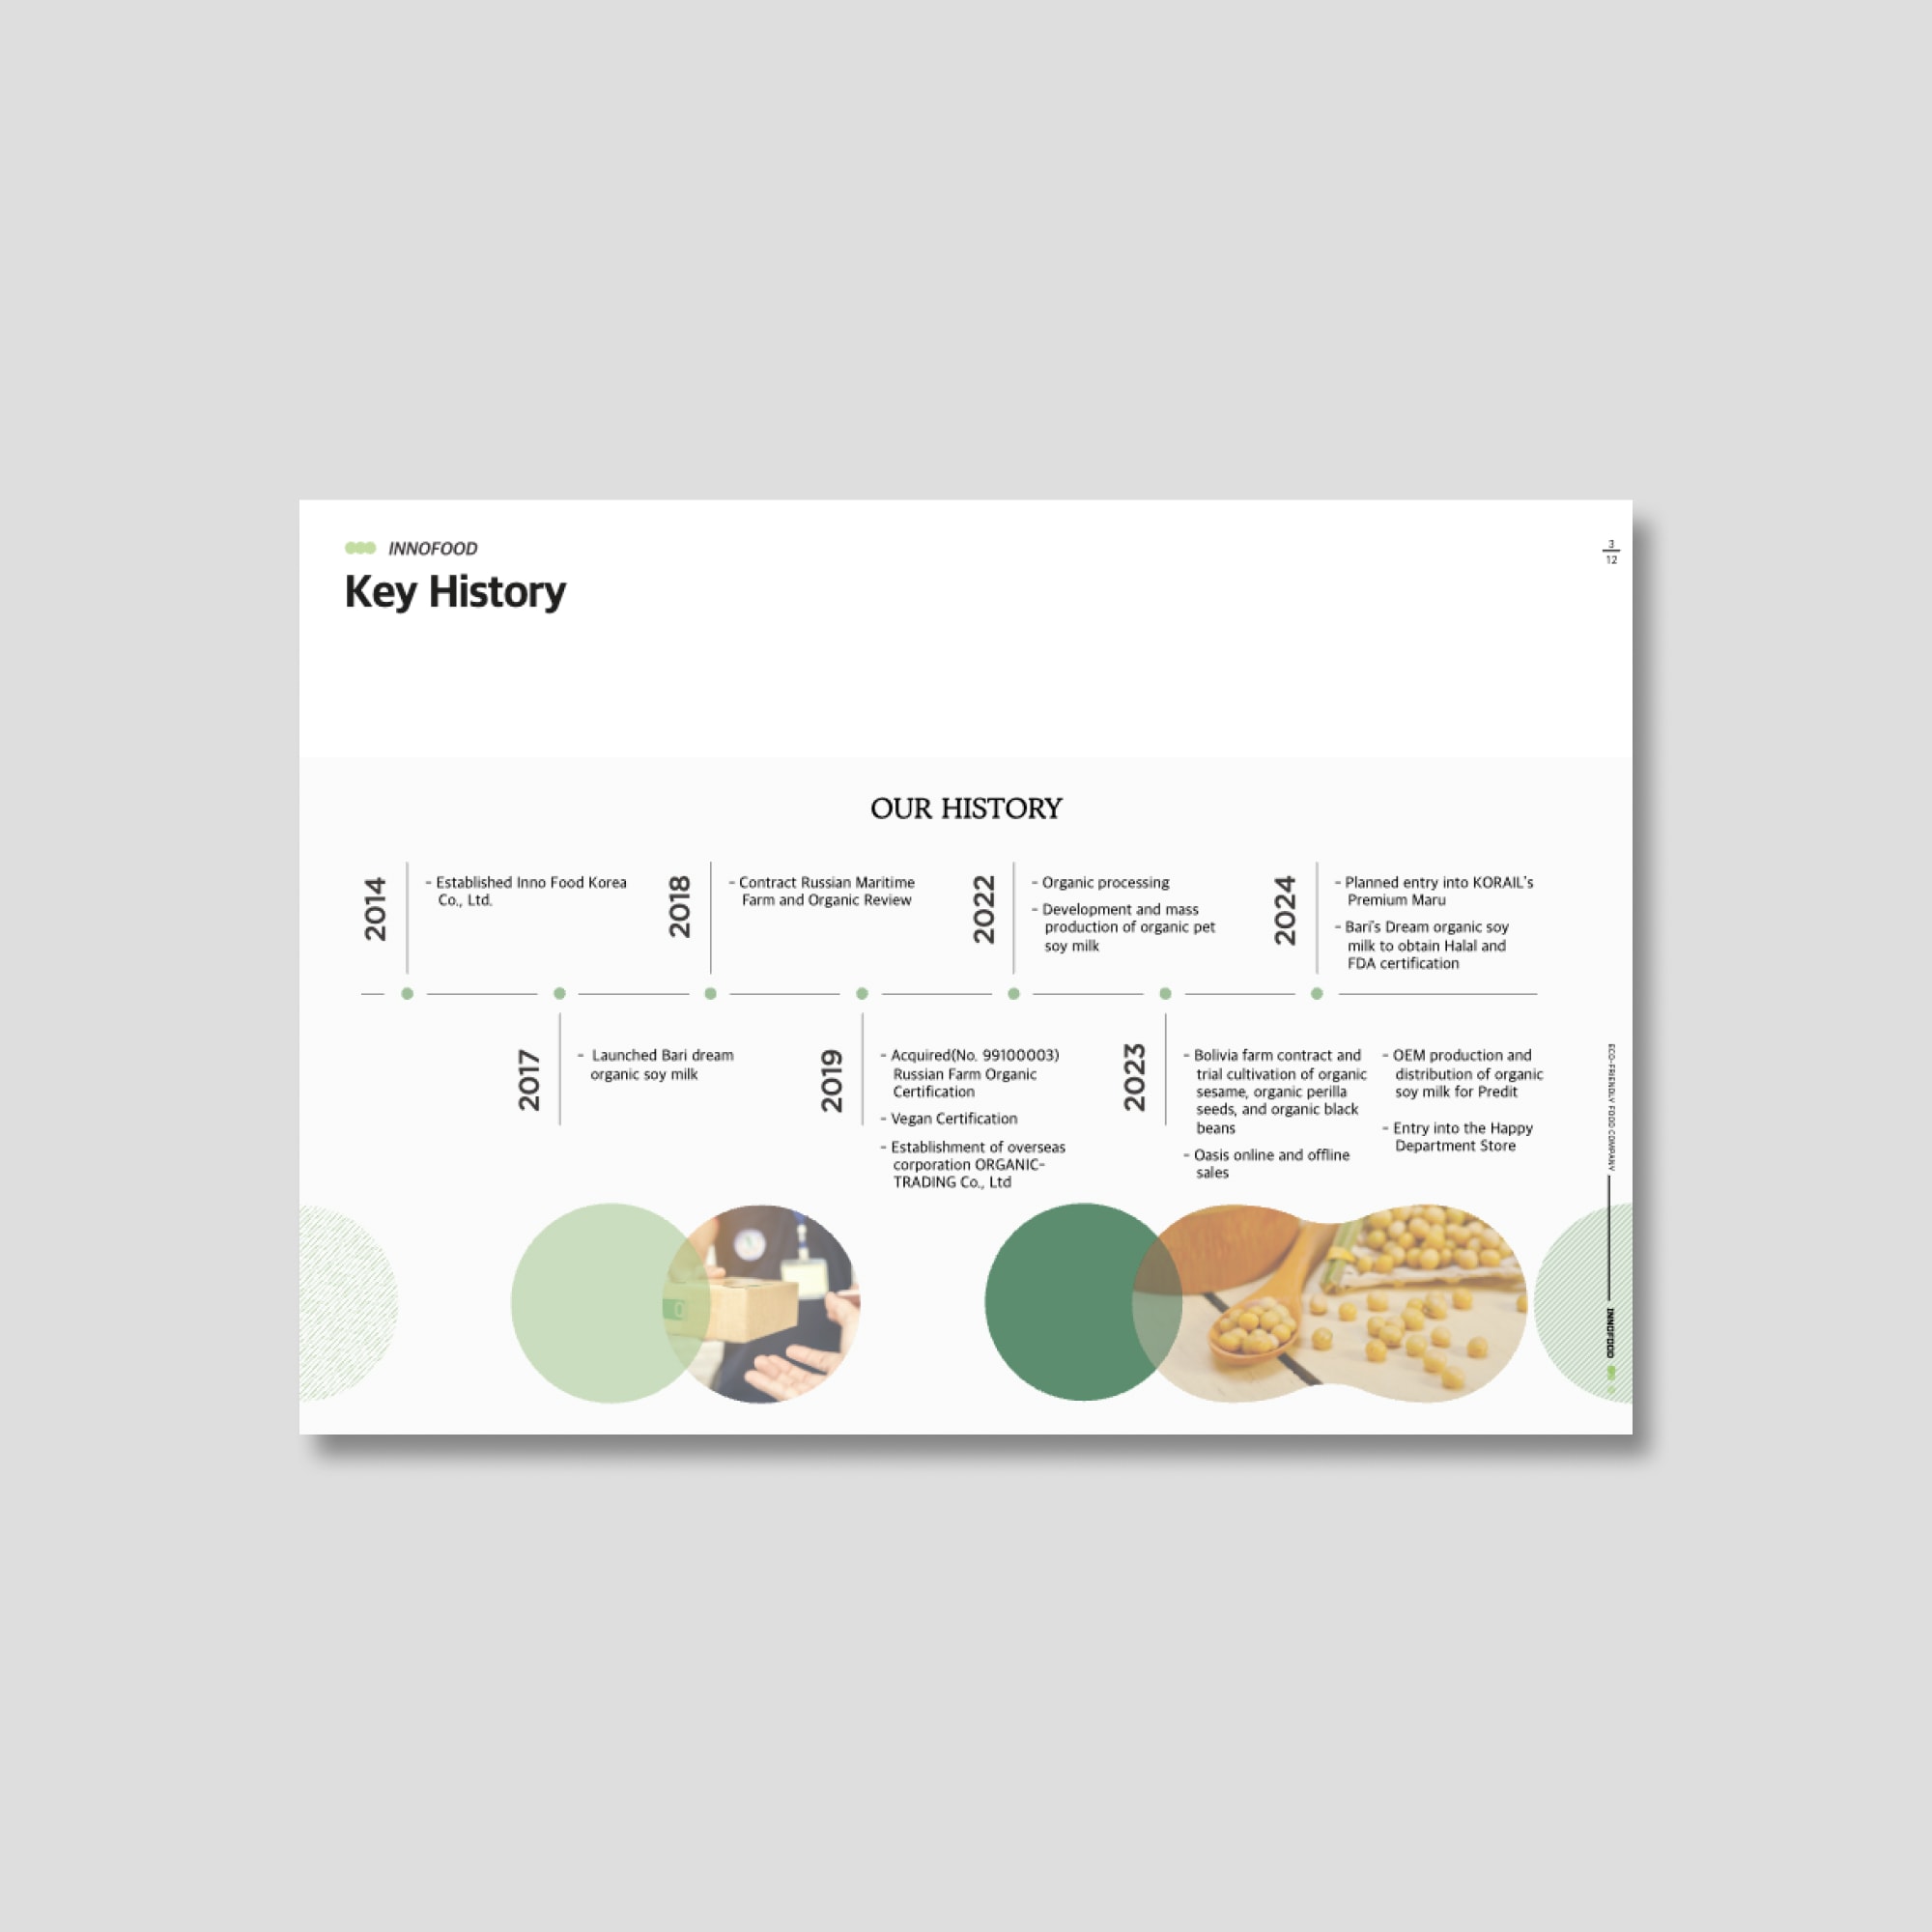 INNOFOOD
Key History
3
12
OUR HISTORY
2014
- Established Inno Food Korea
Co., Ltd.
2017
- Launched Bari dream
organic soy milk
2018
- Contract Russian Maritime
Farm and Organic Review
2019
- Acquired(No. 99100003)
Russian Farm Organic
Certification
- Vegan Certification
- Establishment of overseas
corporation ORGANIC-
TRADING Co., Ltd
2022
- Organic processing
- Development and mass
production of organic pet
soy milk
2023
- Bolivia farm contract and
trial cultivation of organic
sesame, organic perilla
seeds, and organic black
beans
- Oasis online and offline
sales
- OEM production and
distribution of organic
soy milk for Predit
- Entry into the Happy
Department Store
2024
- Planned entry into KORAIL's
Premium Maru
- Bari's Dream organic soy
milk to obtain Halal and
FDA certification
ECO-FRIENDLY FOOD COMPANY
INNOFOOD